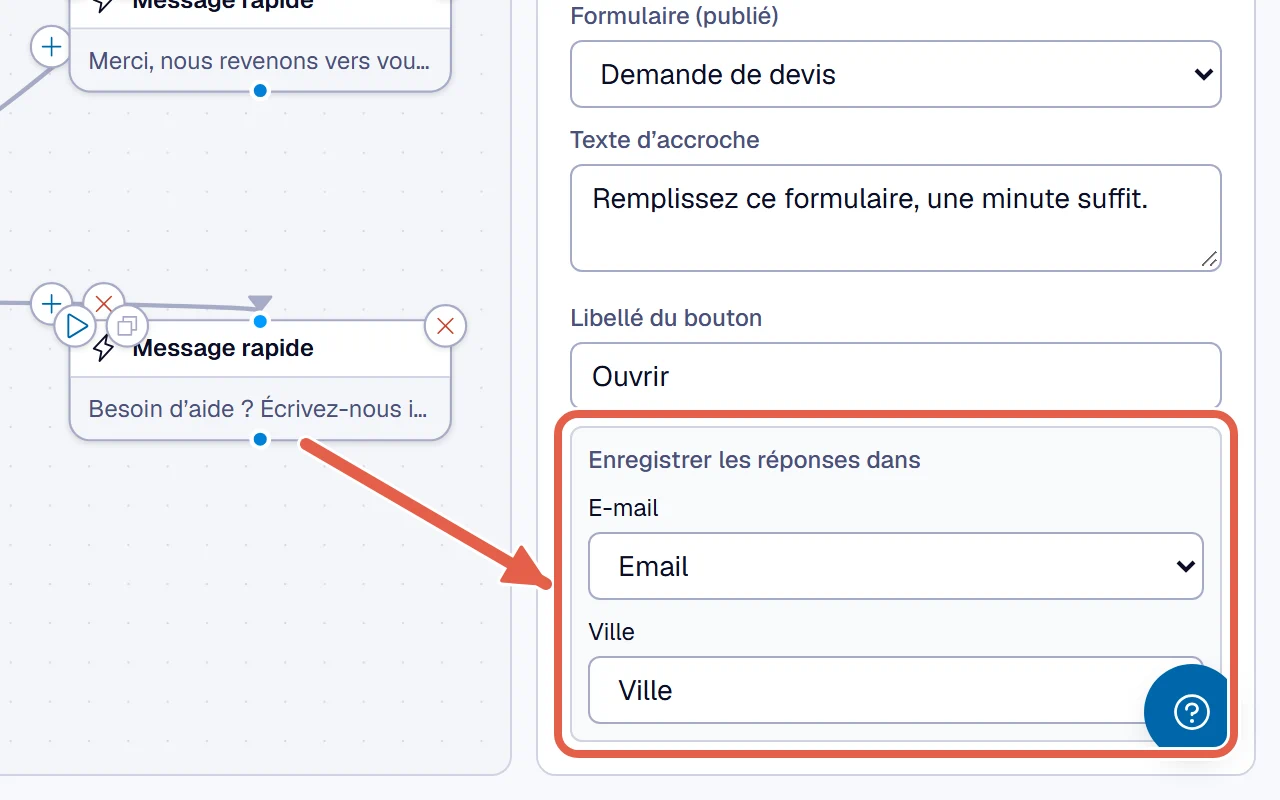 Message rapide
Merci, nous revenons vers vou…
Message rapide
Besoin d’aide ? Écrivez-nous i…
Formulaire (publié)
Demande de devis
Texte d’accroche
Remplissez ce formulaire, une minute suffit.
Libellé du bouton
Ouvrir
Enregistrer les réponses dans
E-mail
Email
Ville
Ville